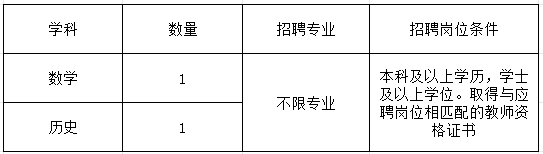 学科 数量 招聘专业 招聘岗位条件
数学 1
历史 1
不限专业
本科及以上学历，学士
及以上学位。取得与应
聘岗位相匹配的教师资
格证书